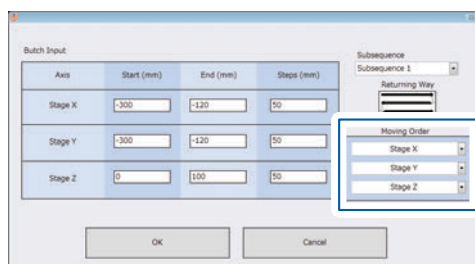 Butch Input
Subsequence
Subsequence 1
Axis Start (mm) End (mm) Steps (mm)
Returning Way
Stage X -300 -120 50
Moving Order
Stage X
Stage Y -300 -120 50
Stage Y
Stage Z 0 100 50
Stage Z
OK Cancel